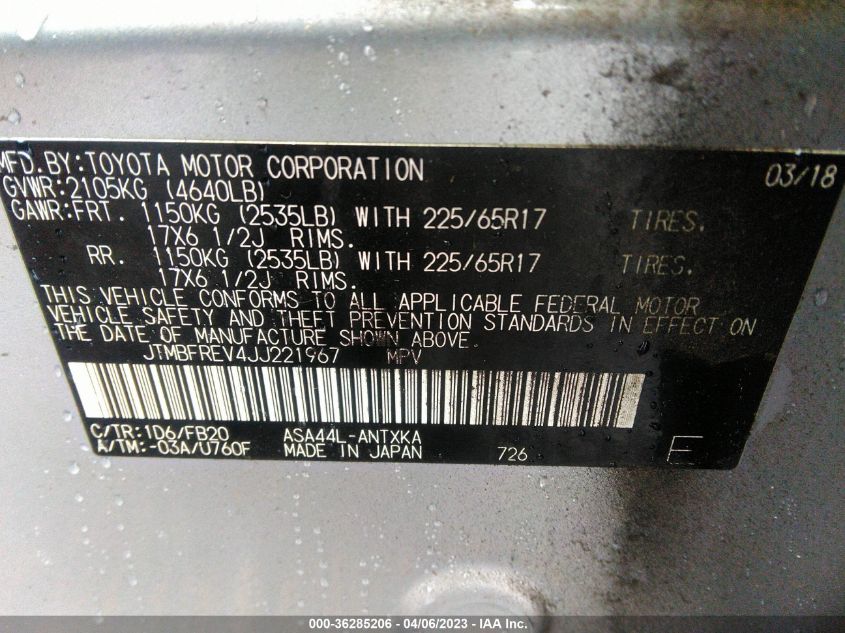 MFD.BY:TOYOTA MOTOR CORPORATION 03/18
GVWR:2105KG (4640LB)
GAWR:FRT. 1150KG (2535LB) WITH 225/65R17 TIRES.
17X6 1/2J RIMS.
RR. 1150KG (2535LB) WITH 225/65R17 TIRES.
17X6 1/2J RIMS.
THIS VEHICLE CONFORMS TO ALL APPLICABLE FEDERAL MOTOR
VEHICLE SAFETY AND THEFT PREVENTION STANDARDS IN EFFECT ON
THE DATE OF MANUFACTURE SHOWN ABOVE.
JTMBFREV4JJ221967 MPV
C/TR:1D6/FB20 ASA44L-ANTXKA
A/TM:-03A/U760F MADE IN JAPAN 726 E
000-36285206 - 04/06/2023 - IAA Inc.